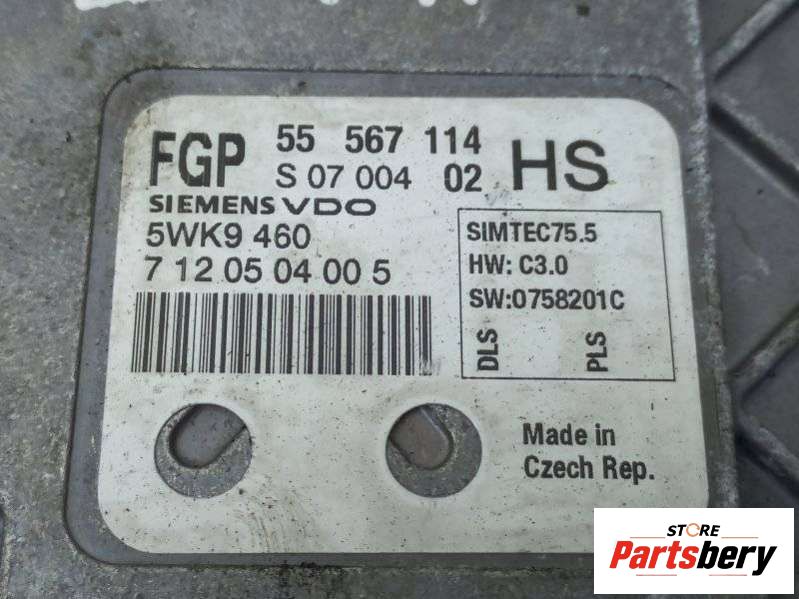 FGP 55 567 114 HS
S 07 004 02
SIEMENS VDO
5WK9 460
7 12 05 04 00 5
SIMTEC75.5
HW: C3.0
SW:0758201C
DLS PLS
Made in
Czech Rep.
STORE
Partsbery